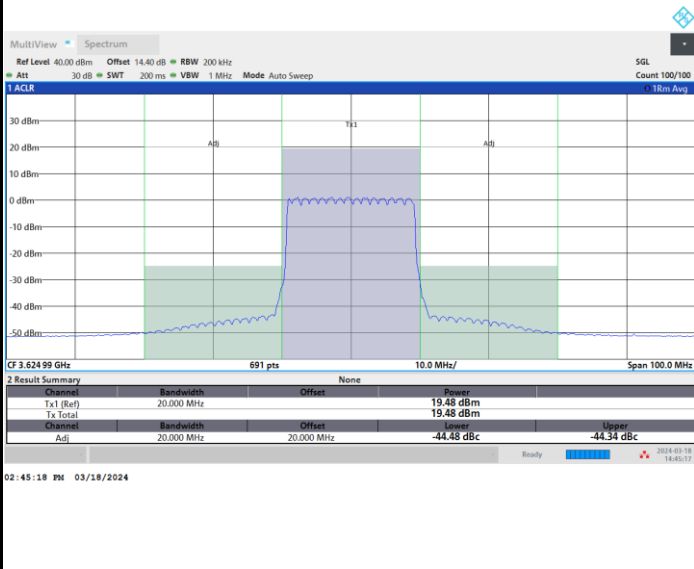 MultiView Spectrum
Ref Level 40.00 dBm Offset 14.40 dB RBW 200 kHz SGL
Att 30 dB SWT 200 ms VBW 1 MHz Mode Auto Sweep Count 100/100
1 ACLR 1Rm Avg
30 dBm
Tx1
20 dBm
Adj Adj
10 dBm
0 dBm
-10 dBm
-20 dBm
-30 dBm
-40 dBm
-50 dBm
CF 3.624 99 GHz 691 pts 10.0 MHz/ Span 100.0 MHz
2 Result Summary None
Channel Bandwidth Offset Power
Tx1 (Ref) 20.000 MHz 19.48 dBm
Tx Total 19.48 dBm
Channel Bandwidth Offset Lower Upper
Adj 20.000 MHz 20.000 MHz -44.48 dBc -44.34 dBc
Ready 2024-03-18
14:45:17
02:45:18 PM 03/18/2024